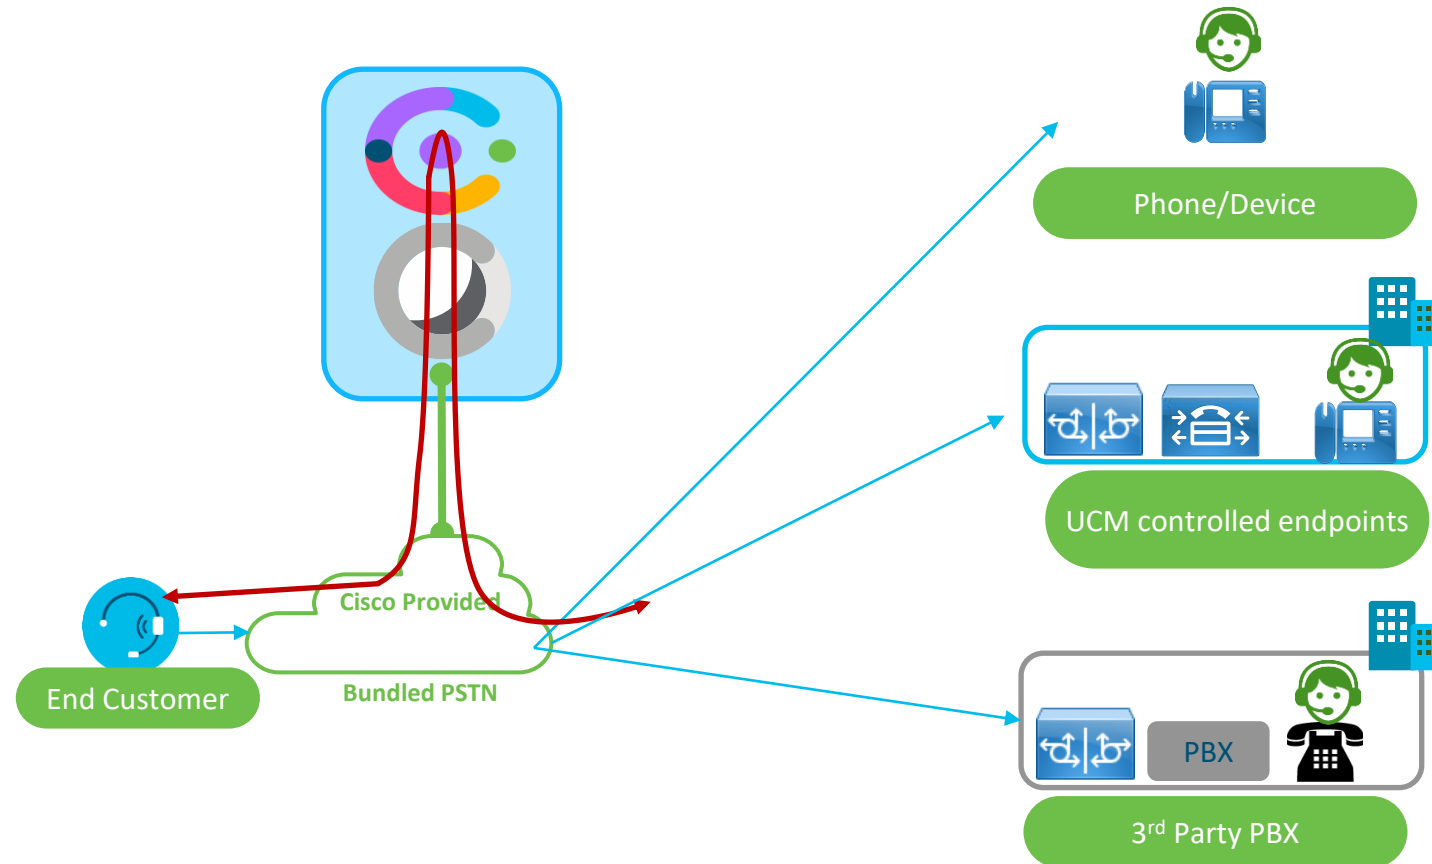 Phone/Device
UCM controlled endpoints
Cisco Provided
End Customer
Bundled PSTN
PBX
3rd Party PBX